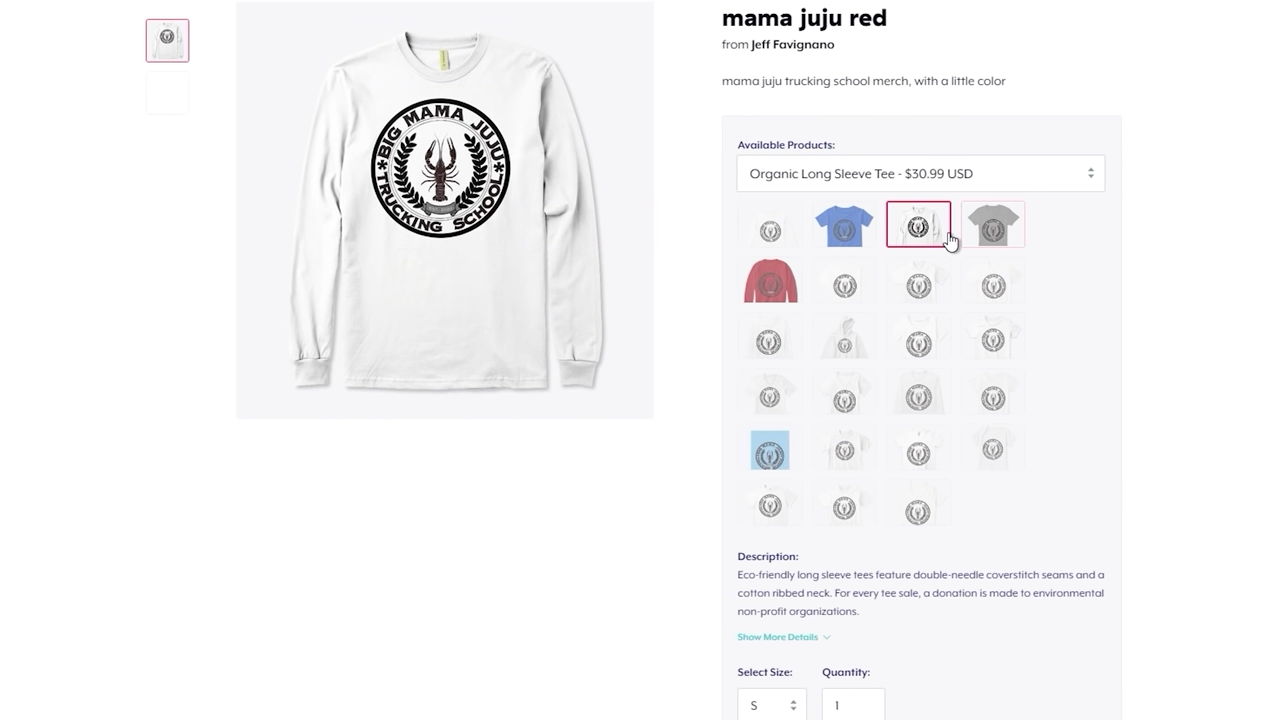 mama juju red
from Jeff Favignano
mama juju trucking school merch, with a little color
BIG MAMA JUJU
TRUCKING SCHOOL
Available Products:
Organic Long Sleeve Tee - $30.99 USD
Description:
Eco-friendly long sleeve tees feature double-needle coverstitch seams and a
cotton ribbed neck. For every tee sale, a donation is made to environmental
non-profit organizations.
Show More Details
Select Size:
Quantity:
S
1